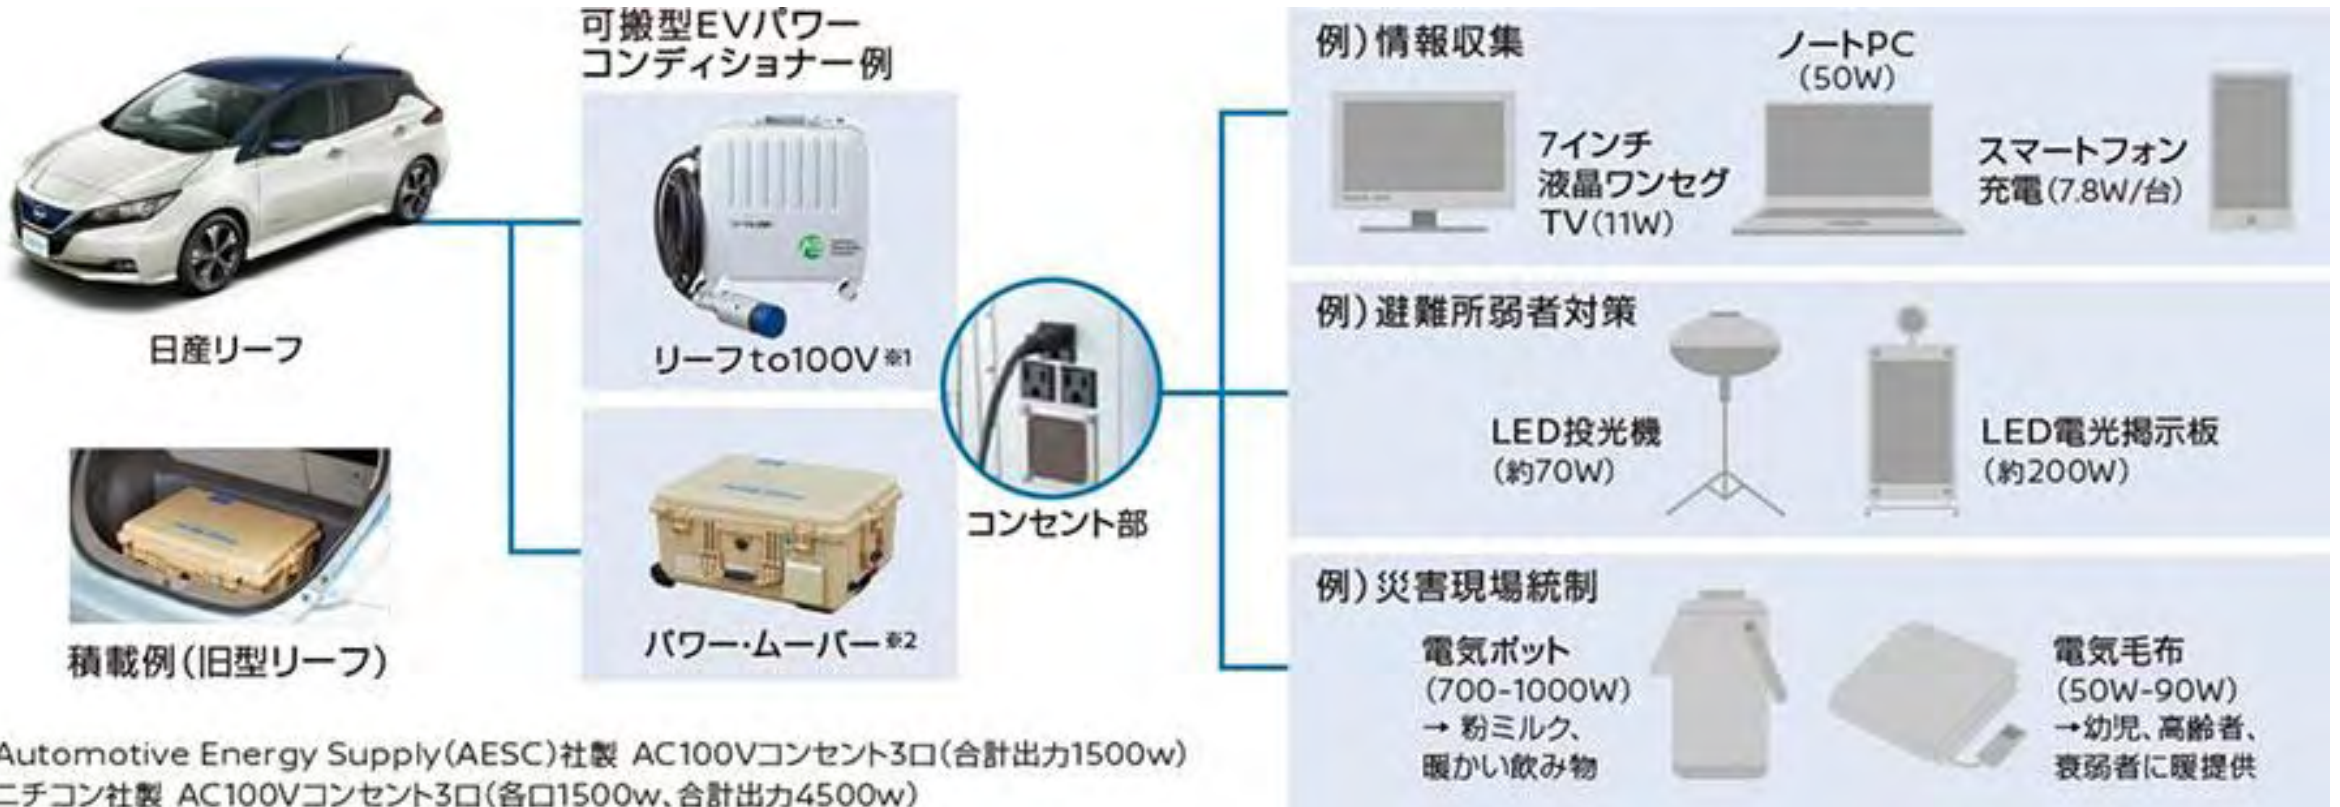 可搬型EVパワー
コンディショナー例
日産リーフ
積載例(旧型リーフ)
リーフto100V※1
パワー・ムーバー※2
コンセント部
例)情報収集
7インチ
液晶ワンセグ
TV(11W)
ノートPC
(50W)
スマートフォン
充電(7.8W/台)
例)避難所弱者対策
LED投光機
(約70W)
LED電光掲示板
(約200W)
例)災害現場統制
電気ポット
(700-1000W)
→ 粉ミルク、
暖かい飲み物
電気毛布
(50W-90W)
→幼児、高齢者、
衰弱者に暖提供
Automotive Energy Supply(AESC)社製 AC100Vコンセント3口(合計出力1500w)
ニチコン社製 AC100Vコンセント3口(各口1500w、合計出力4500w)